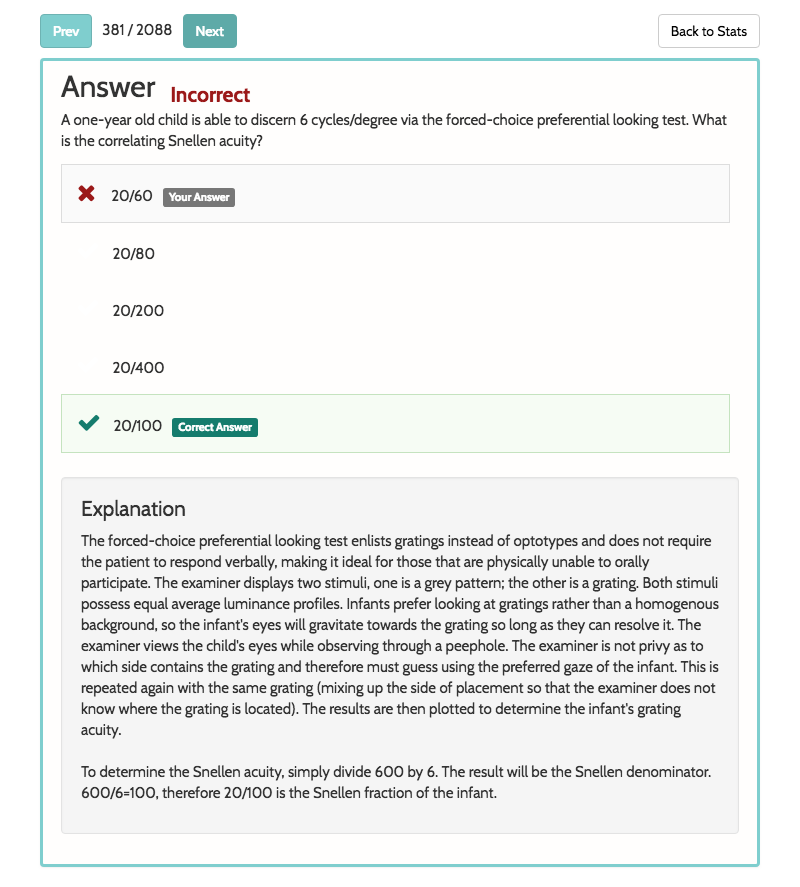 Prev 381 / 2088 Next Back to Stats
Answer Incorrect
A one-year old child is able to discern 6 cycles/degree via the forced-choice preferential looking test. What
is the correlating Snellen acuity?
20/60 Your Answer
20/80
20/200
20/400
20/100 Correct Answer
Explanation
The forced-choice preferential looking test enlists gratings instead of optotypes and does not require
the patient to respond verbally, making it ideal for those that are physically unable to orally
participate. The examiner displays two stimuli, one is a grey pattern; the other is a grating. Both stimuli
possess equal average luminance profiles. Infants prefer looking at gratings rather than a homogenous
background, so the infant's eyes will gravitate towards the grating so long as they can resolve it. The
examiner views the child's eyes while observing through a peephole. The examiner is not privy as to
which side contains the grating and therefore must guess using the preferred gaze of the infant. This is
repeated again with the same grating (mixing up the side of placement so that the examiner does not
know where the grating is located). The results are then plotted to determine the infant's grating
acuity.
To determine the Snellen acuity, simply divide 600 by 6. The result will be the Snellen denominator.
600/6=100, therefore 20/100 is the Snellen fraction of the infant.